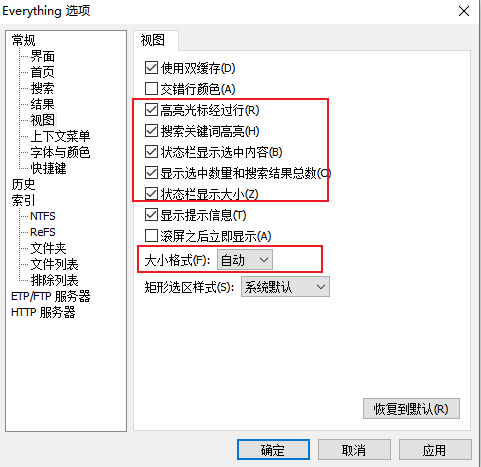 Everything 选项
常规
界面
首页
搜索
结果
视图
上下文菜单
字体与颜色
快捷键
历史
索引
NTFS
ReFS
文件夹
文件列表
排除列表
ETP/FTP 服务器
HTTP 服务器
视图
使用双缓存(D)
交错行颜色(A)
高亮光标经过行(R)
搜索关键词高亮(H)
状态栏显示选中内容(B)
显示选中数量和搜索结果总数(C)
状态栏显示大小(Z)
显示提示信息(T)
滚屏之后立即显示(A)
大小格式(F): 自动
矩形选区样式(S): 系统默认
恢复到默认(R)
确定 取消 应用